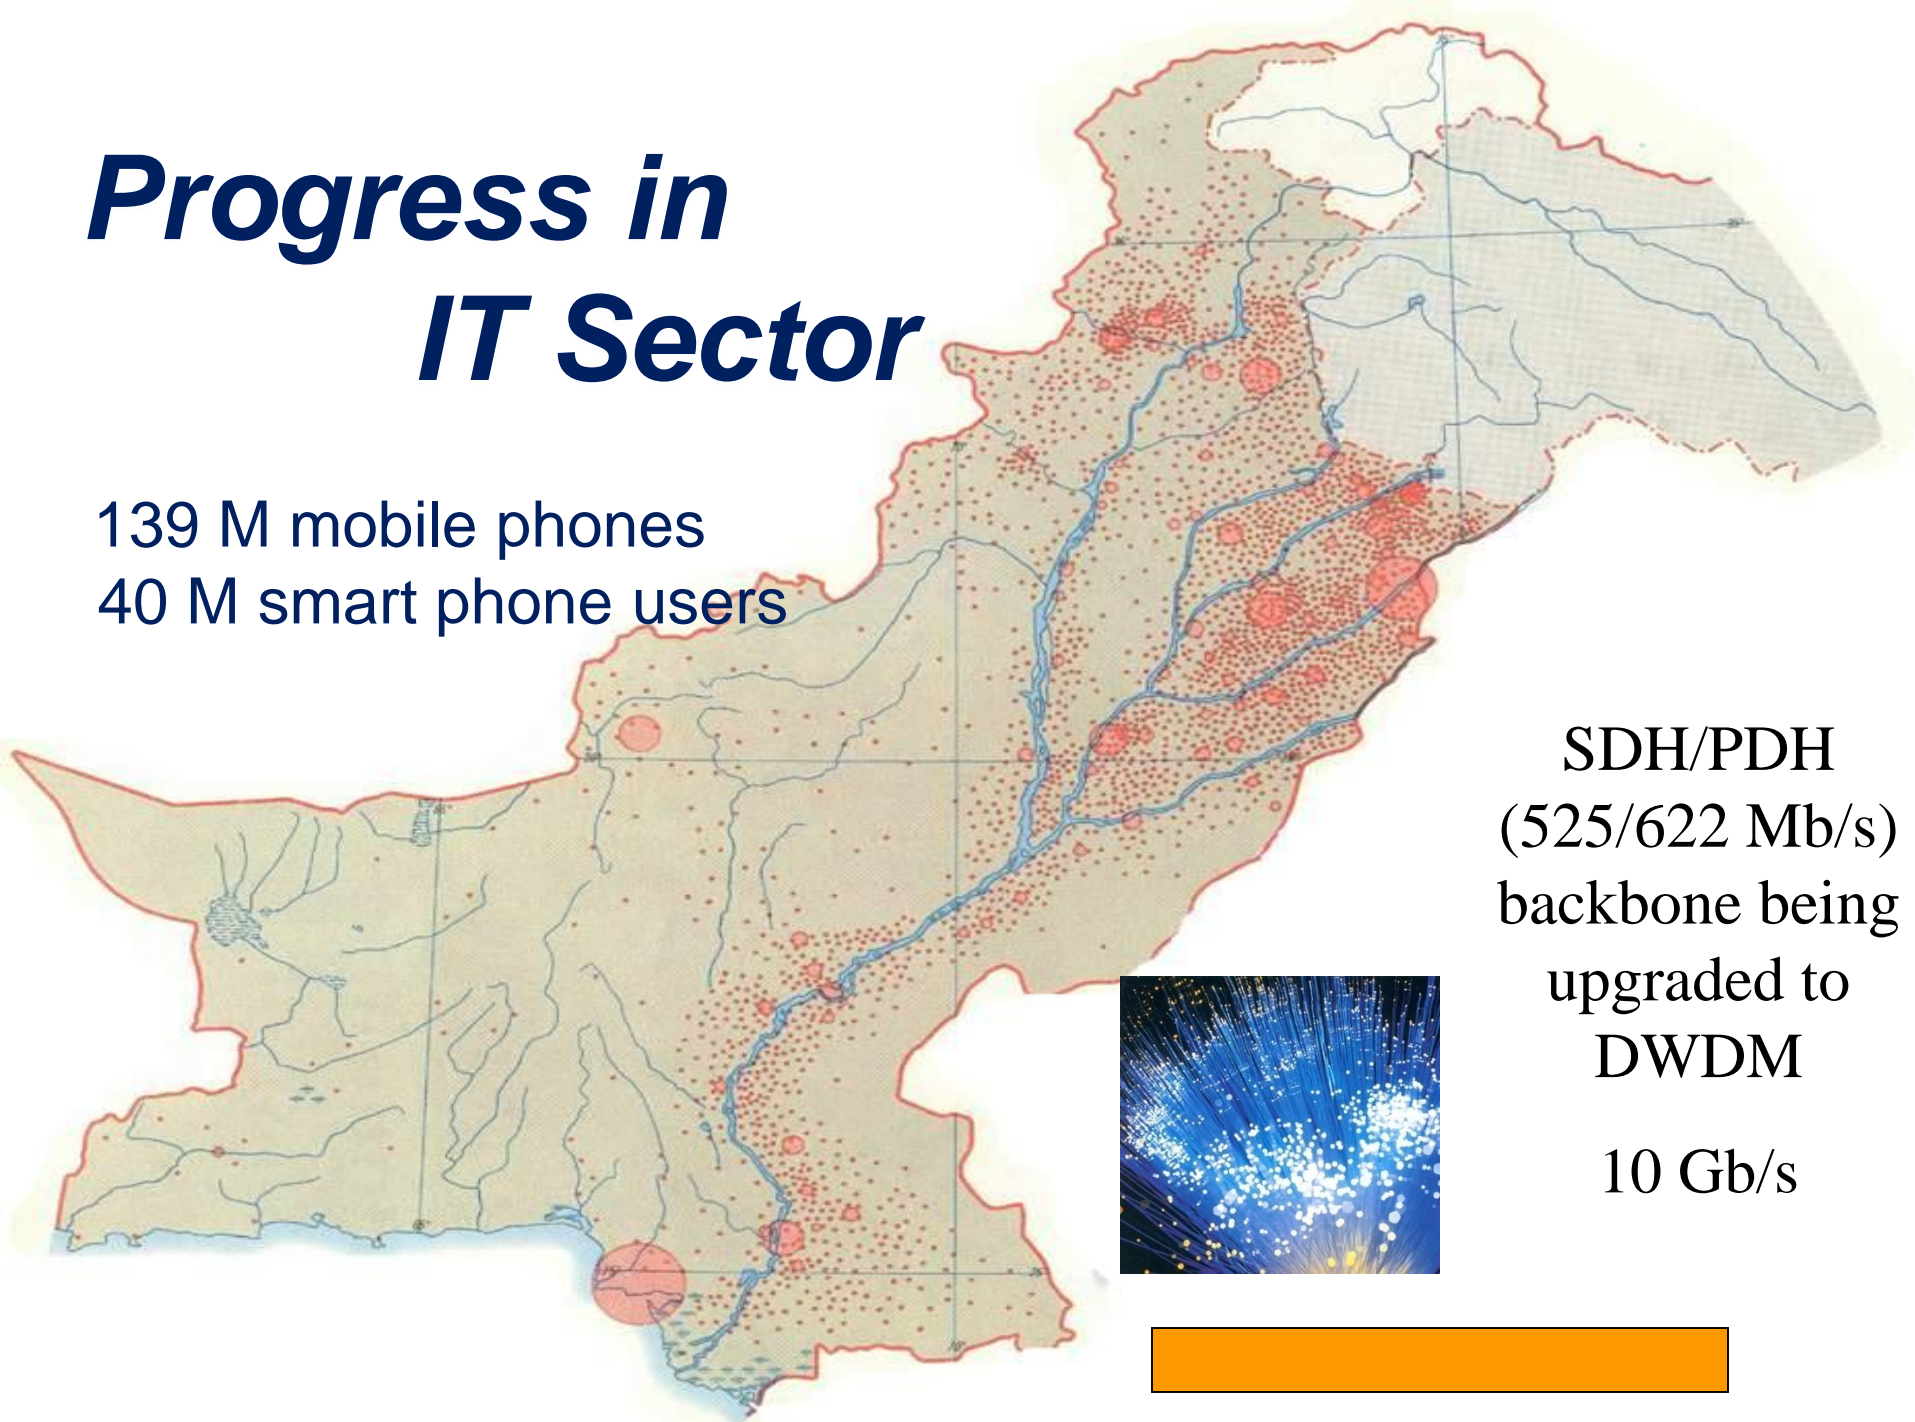 Progress in
IT Sector
139 M mobile phones
40 M smart phone users
SDH/PDH
(525/622 Mb/s)
backbone being
upgraded to
DWDM
10 Gb/s